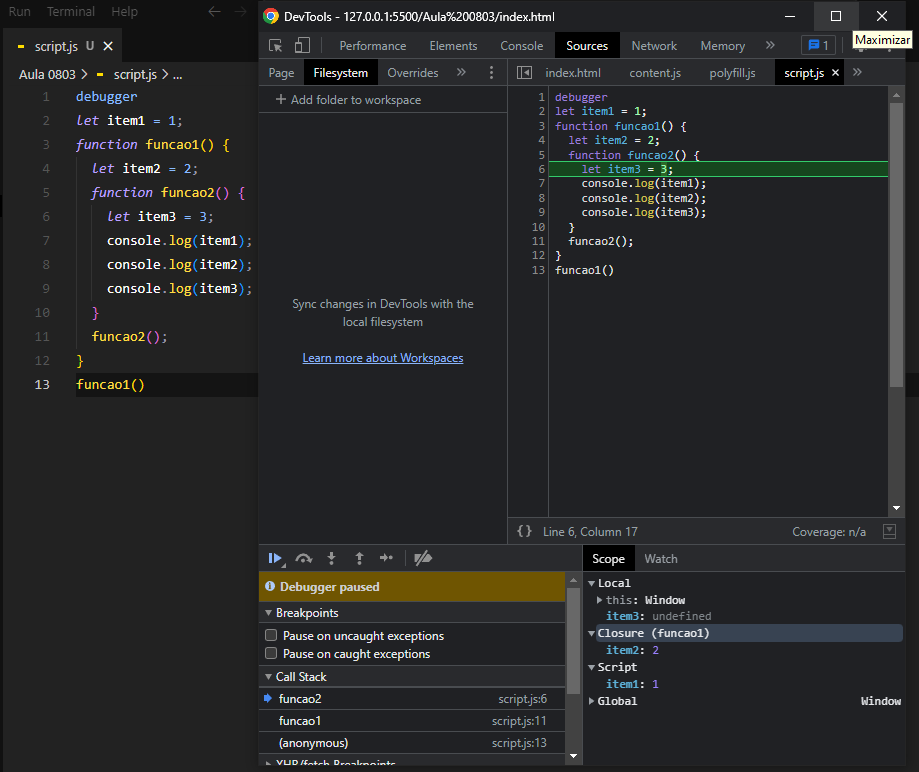 Run Terminal Help
script.js U
Aula 0803 > script.js > ...
1 debugger
2 let item1 = 1;
3 function funcao1() {
4 let item2 = 2;
5 function funcao2() {
6 let item3 = 3;
7 console.log(item1);
8 console.log(item2);
9 console.log(item3);
10 }
11 funcao2();
12 }
13 funcao1()
DevTools - 127.0.0.1:5500/Aula%200803/index.html
Maximizar
Performance Elements Console Sources Network Memory » 1
Page Filesystem Overrides »
index.html content.js polyfill.js script.js × »
+ Add folder to workspace
Sync changes in DevTools with the
local filesystem
Learn more about Workspaces
1 debugger
2 let item1 = 1;
3 function funcao1() {
4 let item2 = 2;
5 function funcao2() {
6 let item3 = 3;
7 console.log(item1);
8 console.log(item2);
9 console.log(item3);
10 }
11 funcao2();
12 }
13 funcao1()
{} Line 6, Column 17 Coverage: n/a
Debugger paused
Breakpoints
Pause on uncaught exceptions
Pause on caught exceptions
Call Stack
funcao2 script.js:6
funcao1 script.js:11
(anonymous) script.js:13
XHR/fetch Breakpoints
Scope Watch
Local
this: Window
item3: undefined
Closure (funcao1)
item2: 2
Script
item1: 1
Global Window